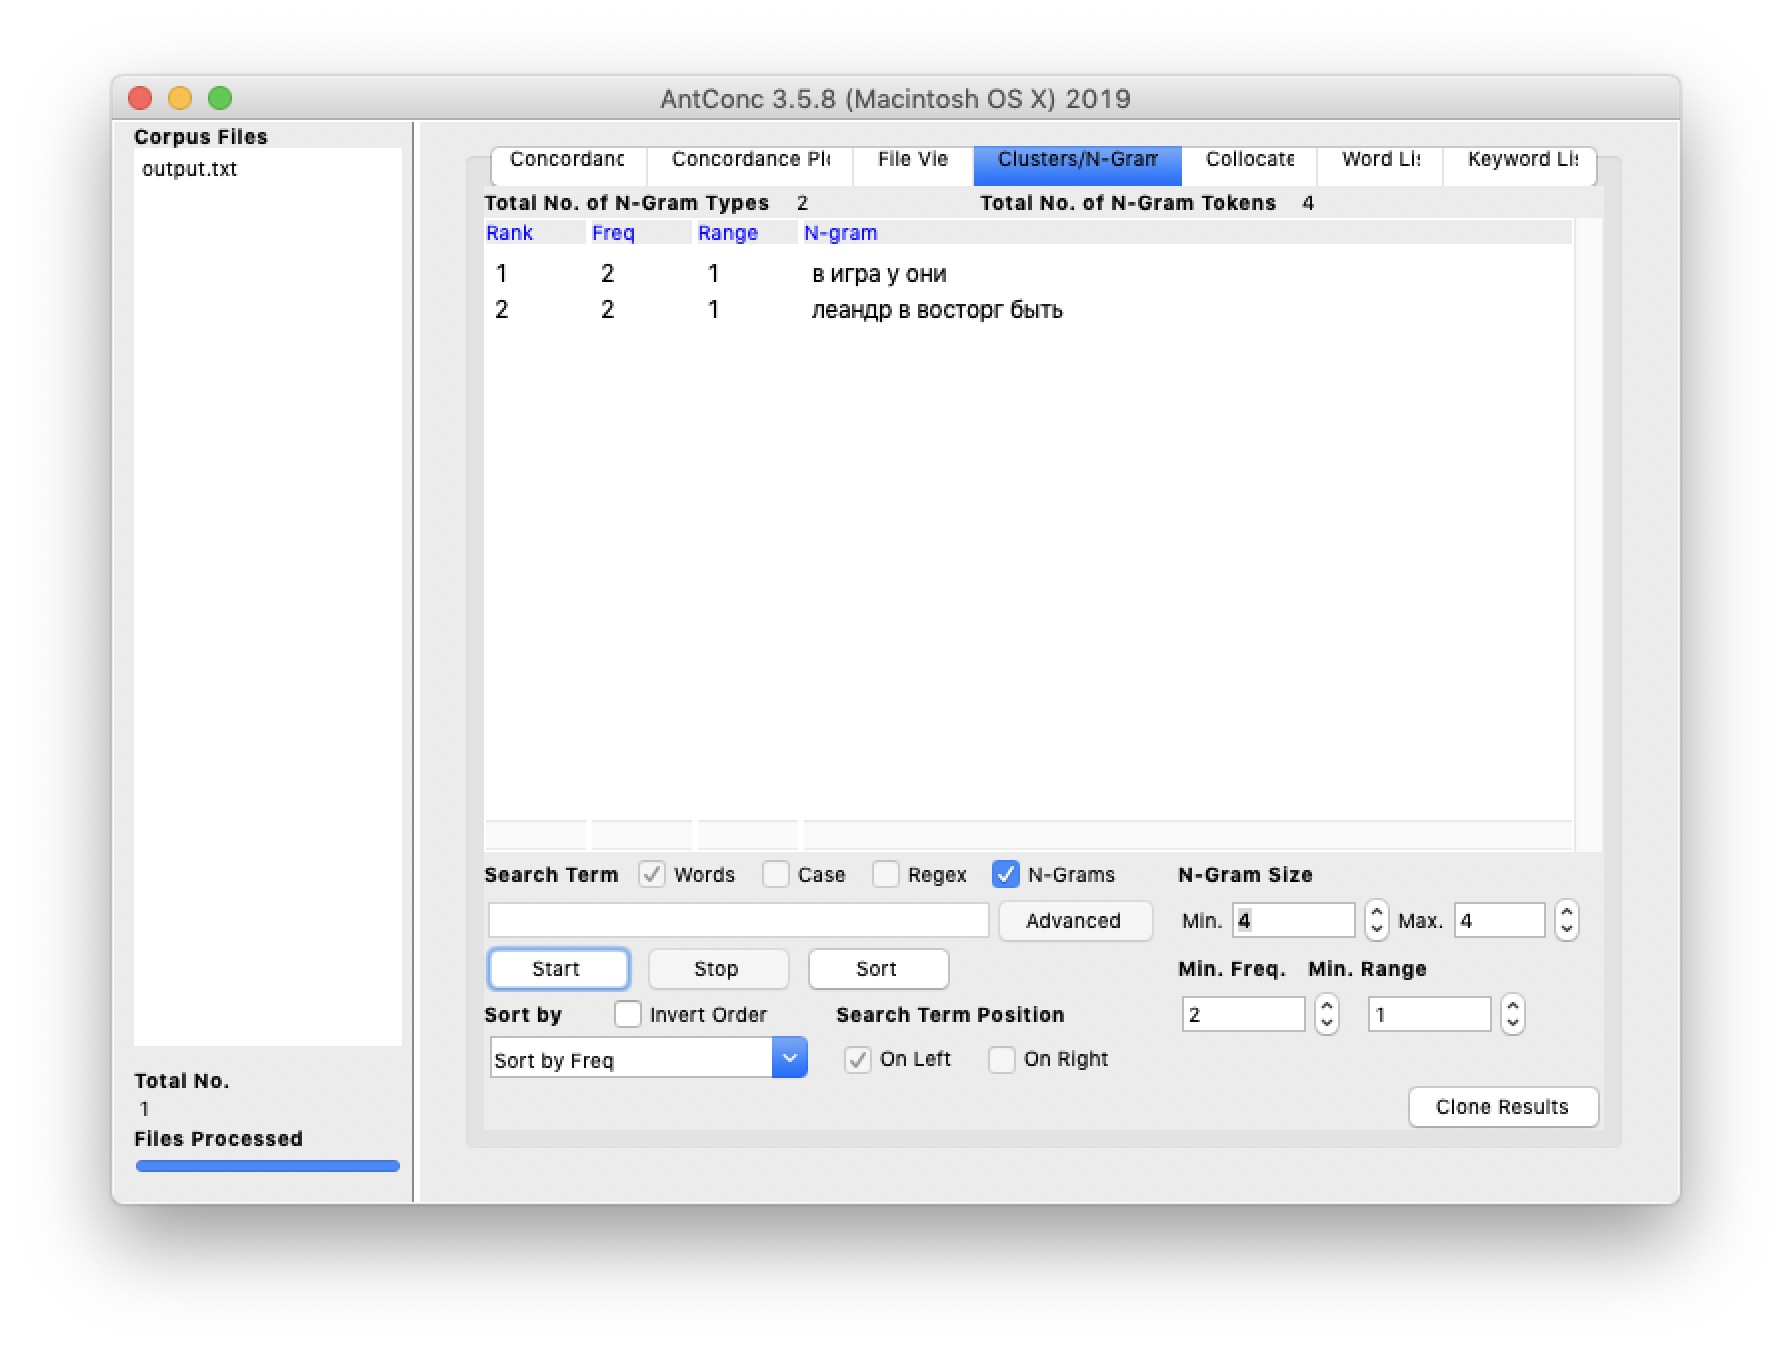 AntConc 3.5.8 (Macintosh OS X) 2019
Corpus Files
output.txt
Total No.
1
Files Processed
Concordanc Concordance Pl File Vie Clusters/N-Gram Collocate Word Li Keyword Li
Total No. of N-Gram Types 2 Total No. of N-Gram Tokens 4
Rank Freq Range N-gram
1 2 1 в игра у они
2 2 1 леандр в восторг быть
Search Term Words Case Regex N-Grams N-Gram Size
Advanced Min. 4 Max. 4
Start Stop Sort Min. Freq. Min. Range
Sort by Invert Order Search Term Position 2 1
Sort by Freq On Left On Right
Clone Results